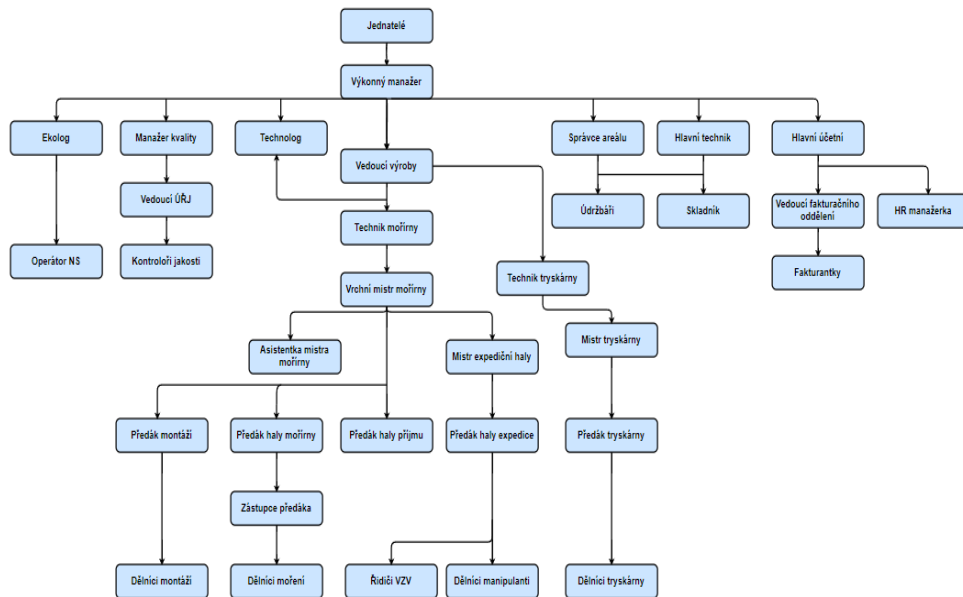 Jednatelé
Výkonný manažer
Ekolog
Manažer kvality
Technolog
Správce areálu
Hlavní technik
Hlavní účetní
Vedoucí výroby
Vedoucí ÚŘJ
Údržbáři
Skladník
Vedoucí fakturačního
oddělení
HR manažerka
Technik mořírny
Operátor NS
Kontroloři jakosti
Fakturantky
Technik tryskárny
Vrchní mistr mořírny
Mistr tryskárny
Asistentka mistra
mořírny
Mistr expediční haly
Předák montáží
Předák haly mořírny
Předák haly příjmu
Předák haly expedice
Předák tryskárny
Zástupce předáka
Dělníci montáží
Dělníci moření
Řidiči VZV
Dělníci manipulanti
Dělníci tryskárny